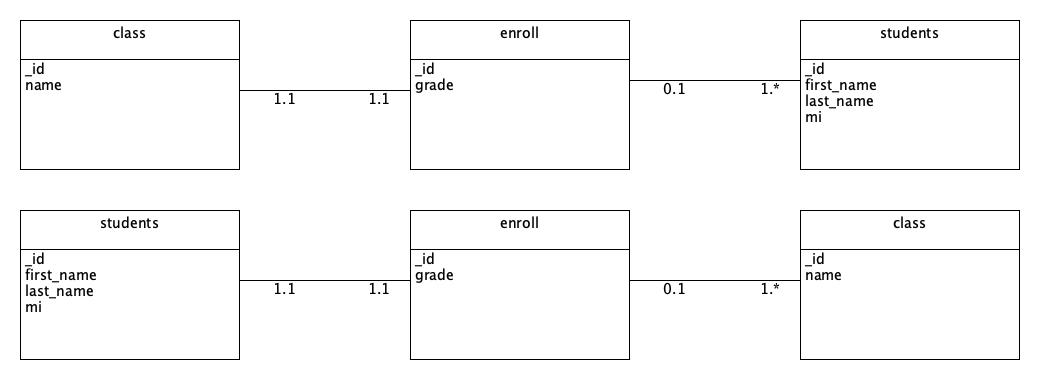 class
_id
name
1.1
1.1
enroll
_id
grade
0.1
1.*
students
_id
first_name
last_name
mi
students
_id
first_name
last_name
mi
1.1
1.1
enroll
_id
grade
0.1
1.*
class
_id
name